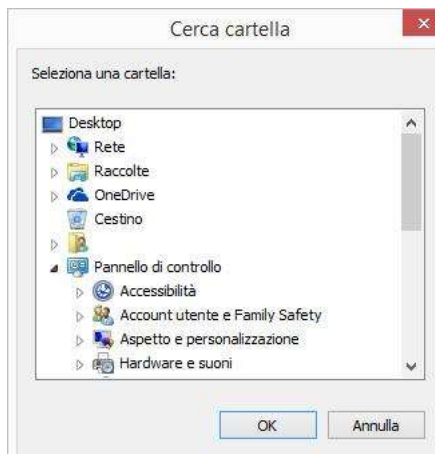 Cerca cartella
Seleziona una cartella:
Desktop
Rete
Raccolte
OneDrive
Cestino
Pannello di controllo
Accessibilità
Account utente e Family Safety
Aspetto e personalizzazione
Hardware e suoni
OK
Annulla